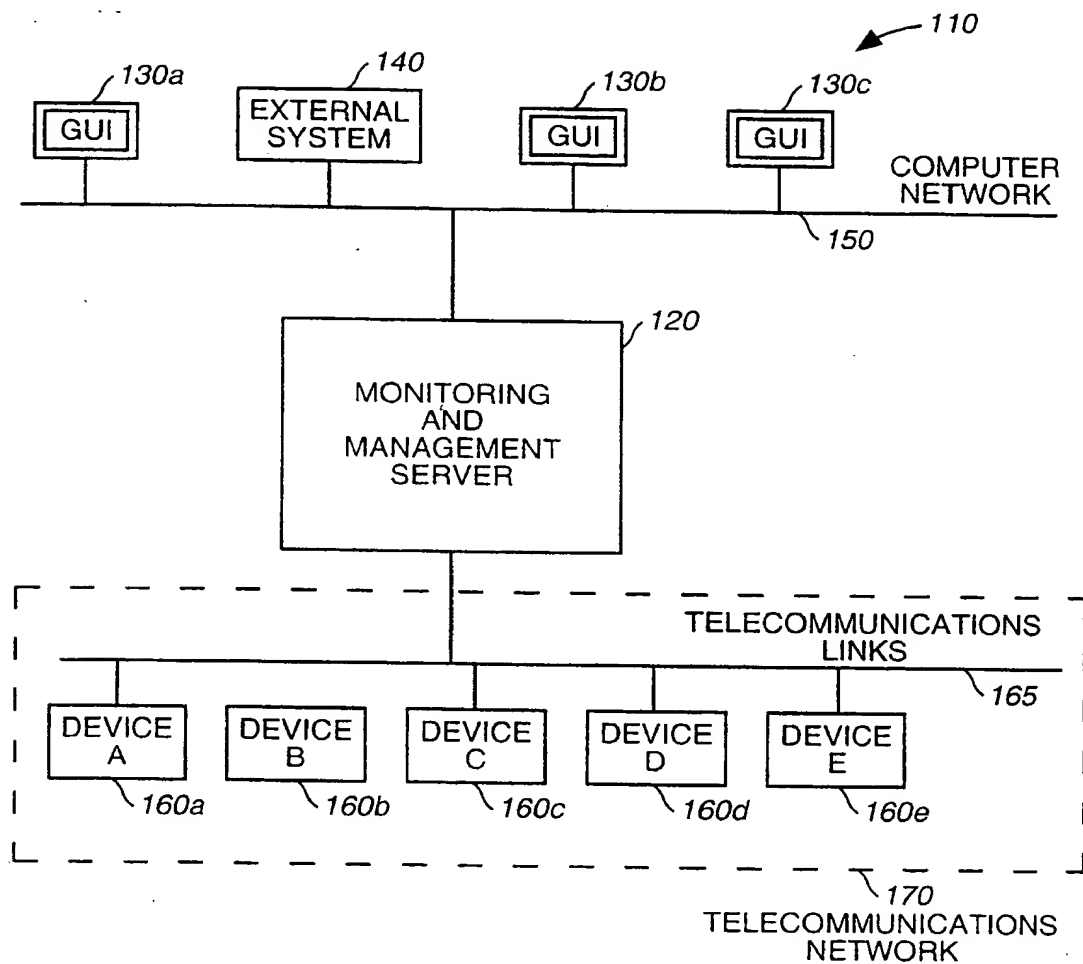 110
130a
140
130b
130c
GUI
EXTERNAL
SYSTEM
GUI
GUI
COMPUTER
NETWORK
150
120
MONITORING
AND
MANAGEMENT
SERVER
TELECOMMUNICATIONS
LINKS
165
DEVICE
A
DEVICE
B
DEVICE
C
DEVICE
D
DEVICE
E
160a
160b
160c
160d
160e
170
TELECOMMUNICATIONS
NETWORK